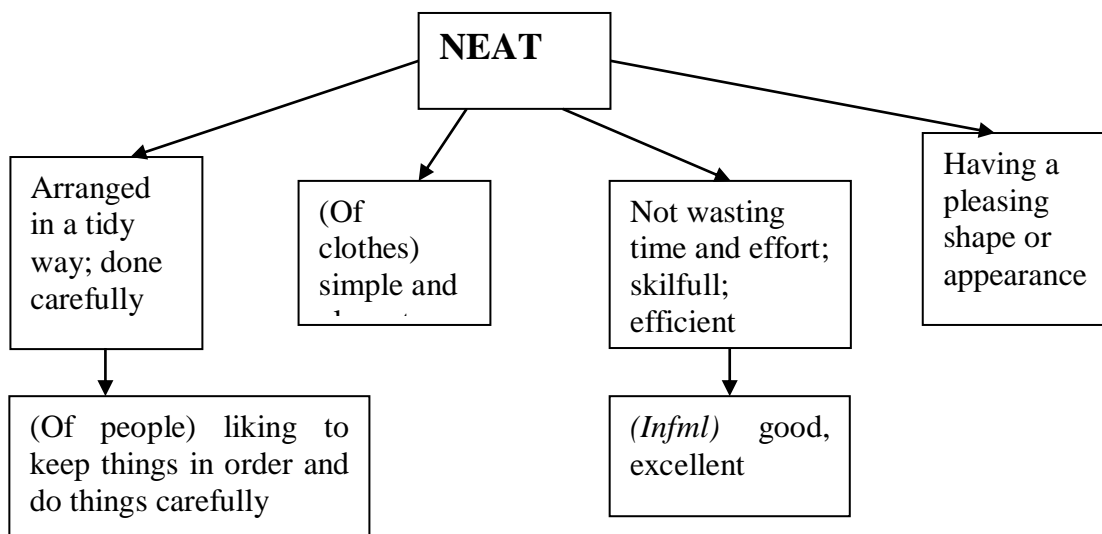 NEAT
Arranged
in a tidy
way; done
carefully
(Of
clothes)
simple and
Not wasting
time and effort;
skilfull;
efficient
Having a
pleasing
shape or
appearance
(Of people) liking to
keep things in order and
do things carefully
(Infml) good,
excellent